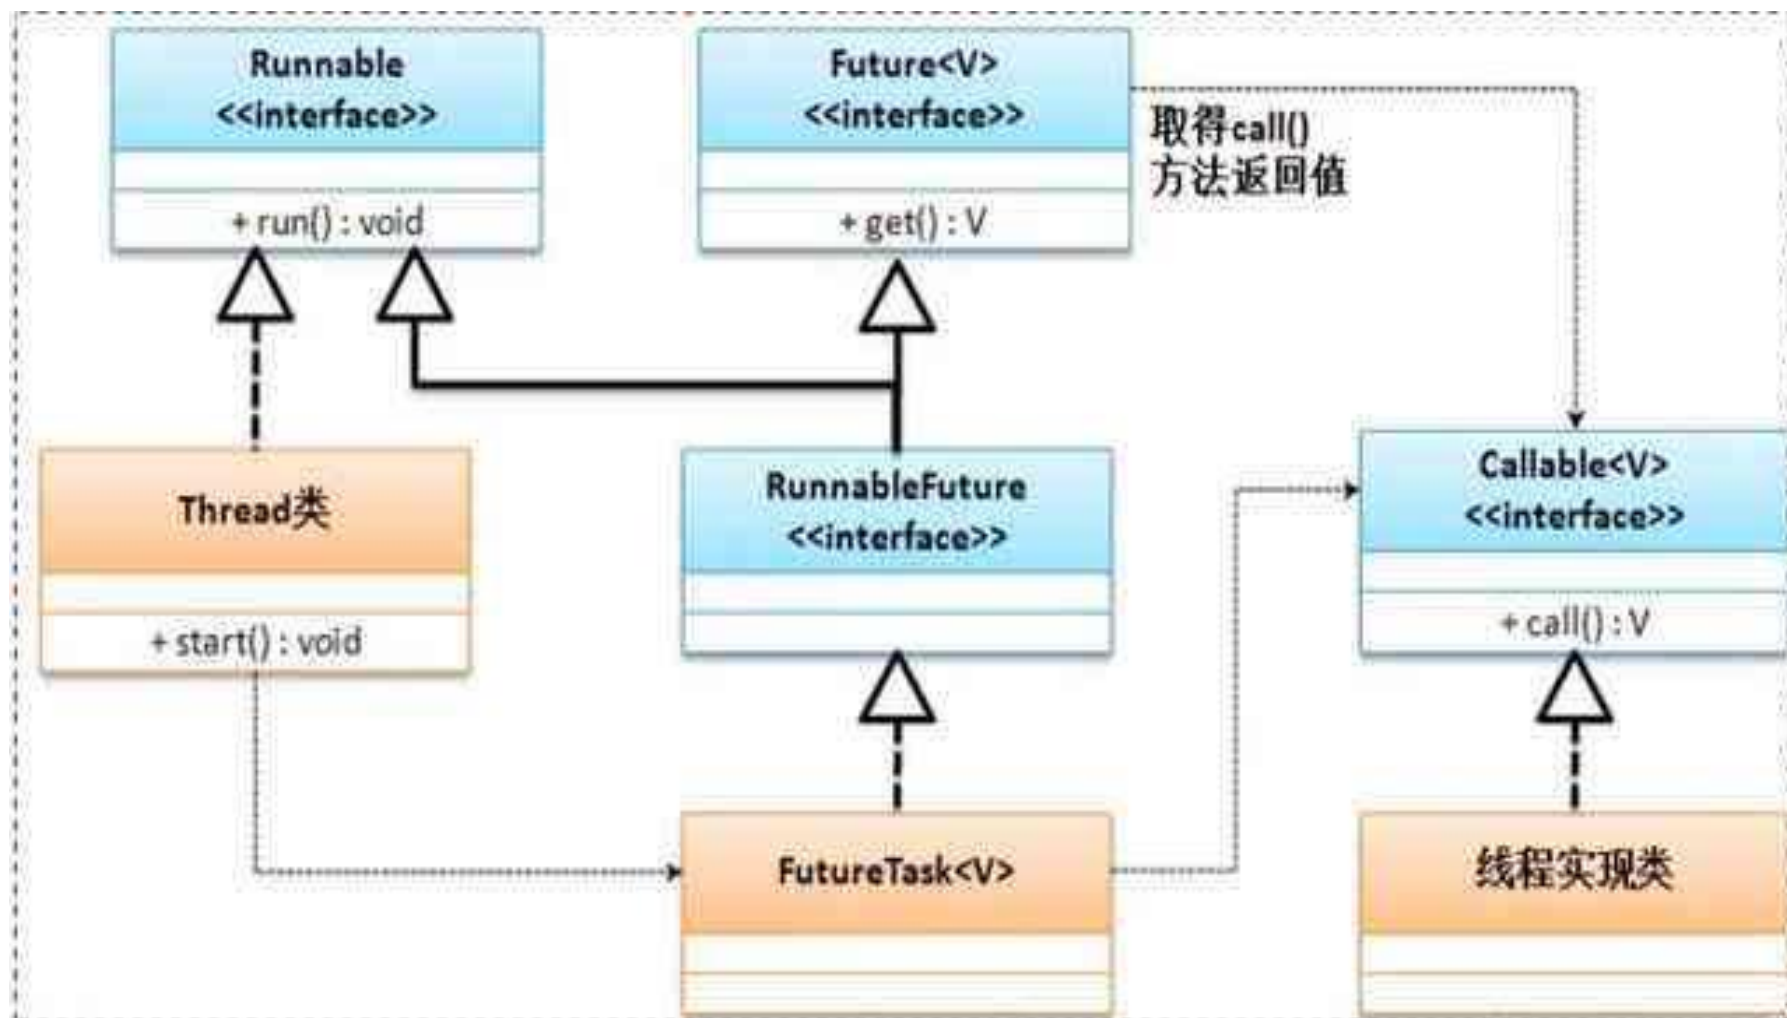 Runnable
<<interface>>
+ run() : void
Future<V>
<<interface>>
+ get() : V
取得call()
方法返回值
Thread类
+ start() : void
RunnableFuture
<<interface>>
Callable<V>
<<interface>>
+ call() : V
FutureTask<V>
线程实现类